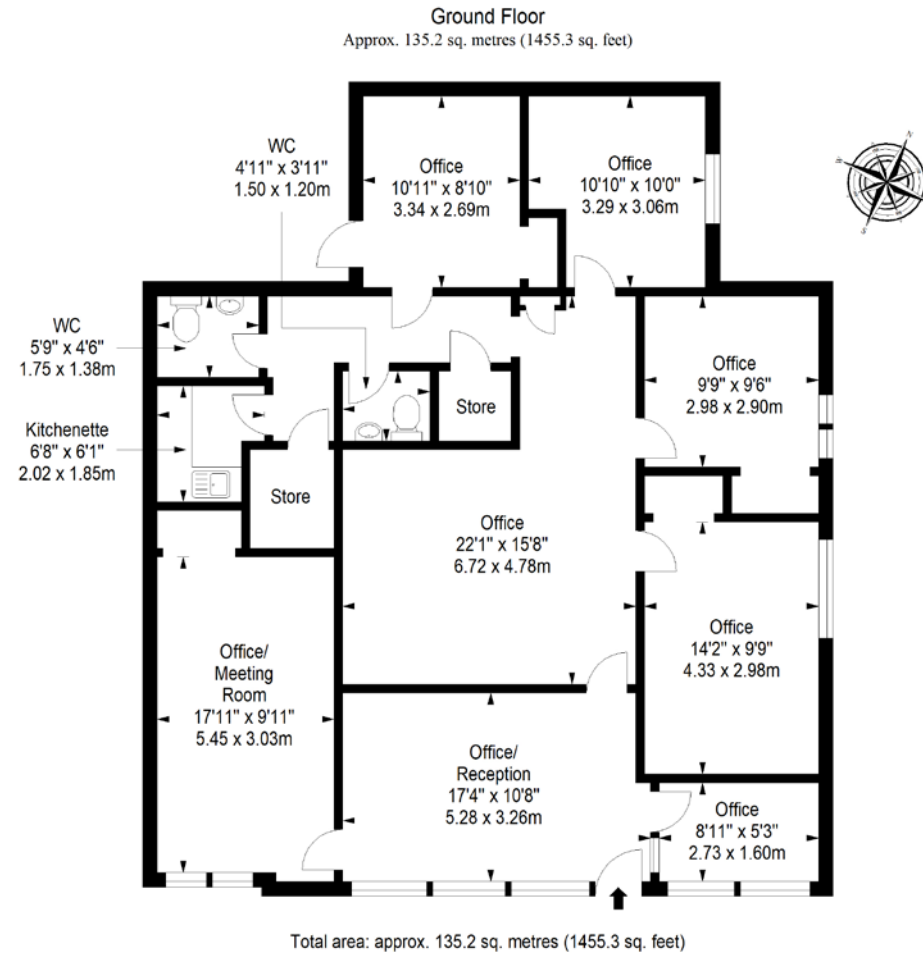 Ground Floor
Approx. 135.2 sq. metres (1455.3 sq. feet)
WC
4'11" x 3'11"
1.50 x 1.20m
Office
10'11" x 8'10"
3.34 x 2.69m
Office
10'10" x 10'0"
3.29 x 3.06m
N
S
WC
5'9" x 4'6"
1.75 x 1.38m
Office
9'9" x 9'6"
2.98 x 2.90m
Store
Kitchenette
6'8" x 6'1"
2.02 x 1.85m
Store
Office
22'1" x 15'8"
6.72 x 4.78m
Office
14'2" x 9'9"
4.33 x 2.98m
Office/
Meeting
Room
17'11" x 9'11"
5.45 x 3.03m
Office/
Reception
17'4" x 10'8"
5.28 x 3.26m
Office
8'11" x 5'3"
2.73 x 1.60m
Total area: approx. 135.2 sq. metres (1455.3 sq. feet)